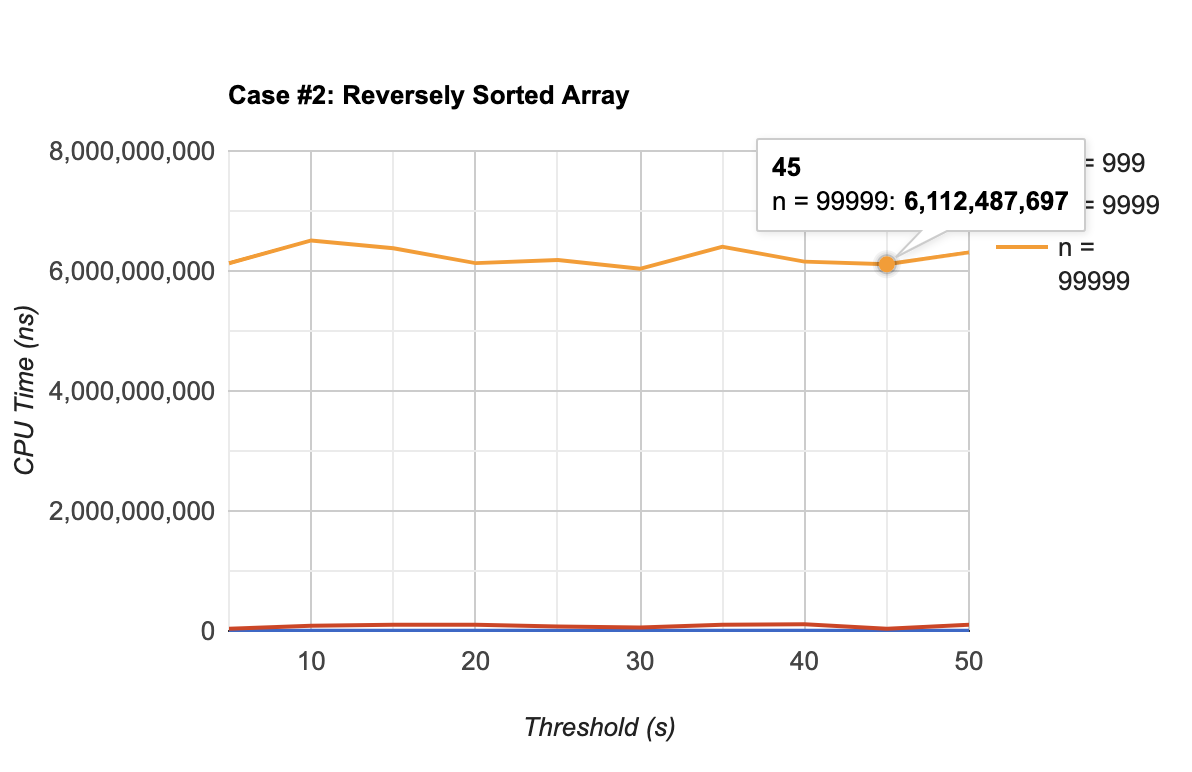 Case #2: Reversely Sorted Array
8,000,000,000
6,000,000,000
4,000,000,000
2,000,000,000
0
CPU Time (ns)
45
n = 99999: 6,112,487,697
= 999
= 9999
n =
99999
10 20 30 40 50
Threshold (s)